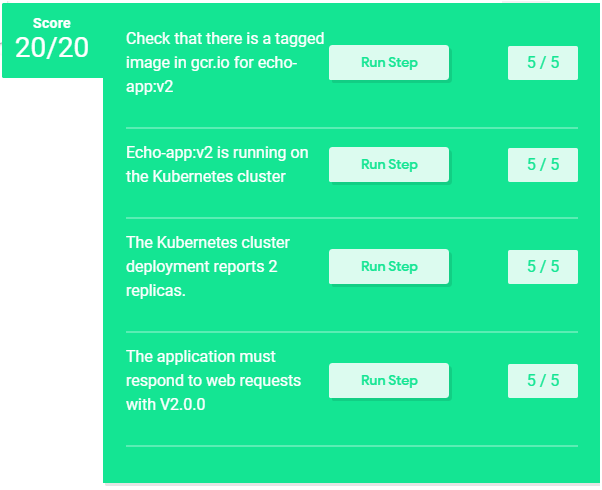 Score
20/20
Check that there is a tagged
image in gcr.io for echo-
app:v2
Run Step
5 / 5
Echo-app:v2 is running on
the Kubernetes cluster
Run Step
5 / 5
The Kubernetes cluster
deployment reports 2
replicas.
Run Step
5 / 5
The application must
respond to web requests
with V2.0.0
Run Step
5 / 5